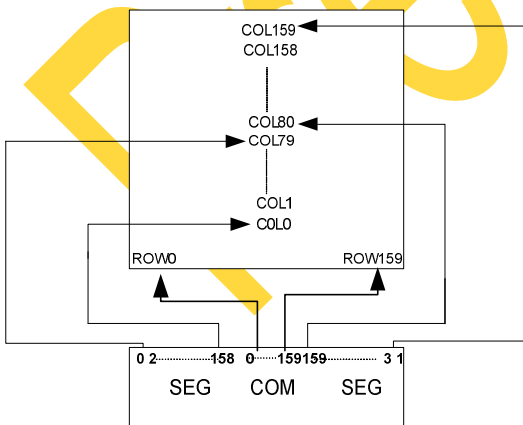 COL159
COL158
COL80
COL79
COL1
C0L0
ROW0 ROW159
0 2 158 0 159 159 3 1
SEG COM SEG